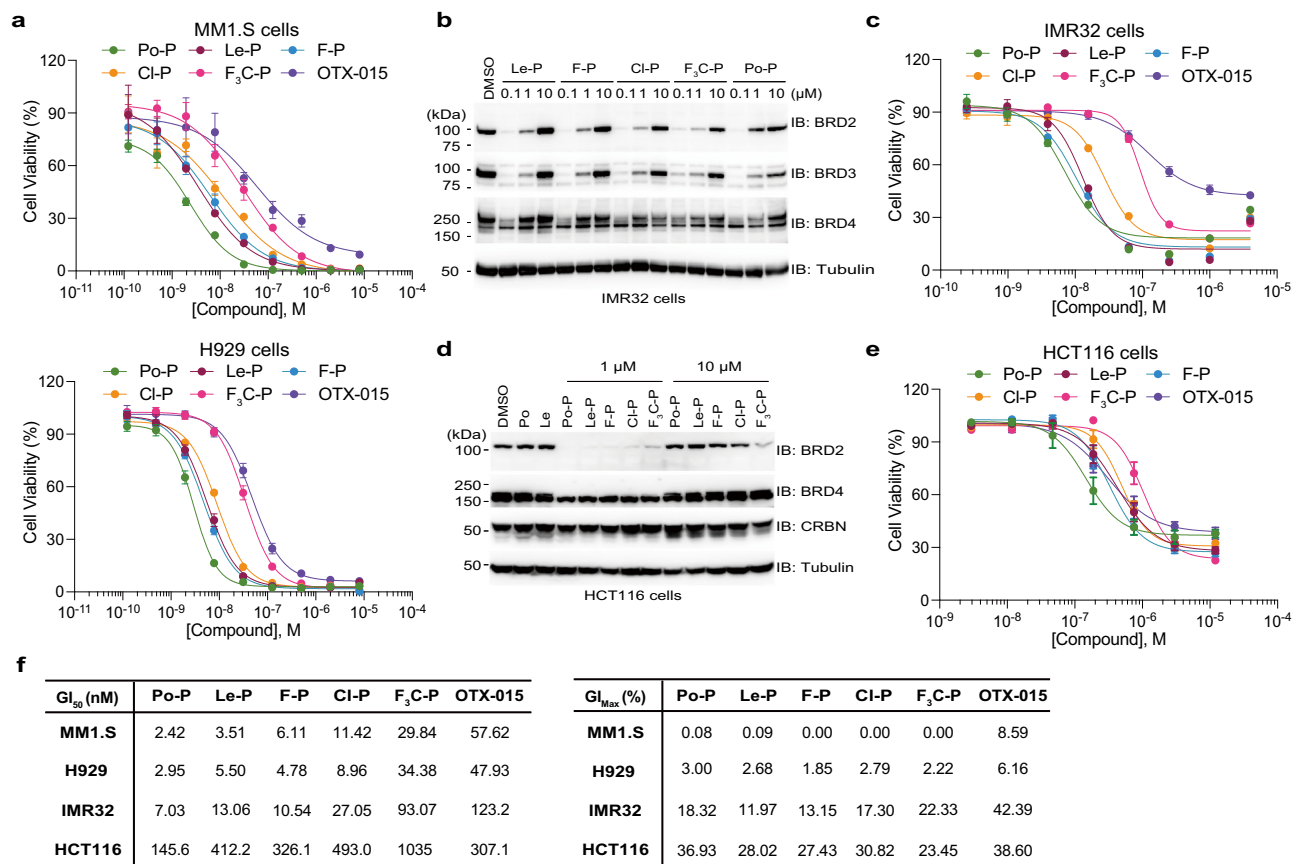 a
MM1.S cells
Po-P Le-P F-P
Cl-P F3C-P OTX-015
Cell Viability (%)
120
90
60
30
0
10-11 10-10 10-9 10-8 10-7 10-6 10-5 10-4
[Compound], M
H929 cells
Po-P Le-P F-P
Cl-P F3C-P OTX-015
Cell Viability (%)
120
90
60
30
0
10-11 10-10 10-9 10-8 10-7 10-6 10-5 10-4
[Compound], M
b
DMSO Le-P F-P Cl-P F3C-P Po-P
0.1 1 10 0.1 1 10 0.1 1 10 0.1 1 10 0.1 1 10 (μM)
(kDa)
100 IB: BRD2
75
100 IB: BRD3
75
250 IB: BRD4
150
50 IB: Tubulin
IMR32 cells
c
IMR32 cells
Po-P Le-P F-P
Cl-P F3C-P OTX-015
Cell Viability (%)
120
90
60
30
0
10-10 10-9 10-8 10-7 10-6 10-5
[Compound], M
d
1 μM 10 μM
DMSO Po Le Po-P Le-P F-P Cl-P F3C-P Po-P Le-P F-P Cl-P F3C-P
(kDa)
100 IB: BRD2
250
150 IB: BRD4
50 IB: CRBN
50 IB: Tubulin
HCT116 cells
e
HCT116 cells
Po-P Le-P F-P
Cl-P F3C-P OTX-015
Cell Viability (%)
120
90
60
30
0
10-9 10-8 10-7 10-6 10-5 10-4
[Compound], M
f
GI50 (nM) Po-P Le-P F-P Cl-P F3C-P OTX-015
MM1.S 2.42 3.51 6.11 11.42 29.84 57.62
H929 2.95 5.50 4.78 8.96 34.38 47.93
IMR32 7.03 13.06 10.54 27.05 93.07 123.2
HCT116 145.6 412.2 326.1 493.0 1035 307.1
GIMax (%) Po-P Le-P F-P Cl-P F3C-P OTX-015
MM1.S 0.08 0.09 0.00 0.00 0.00 8.59
H929 3.00 2.68 1.85 2.79 2.22 6.16
IMR32 18.32 11.97 13.15 17.30 22.33 42.39
HCT116 36.93 28.02 27.43 30.82 23.45 38.60